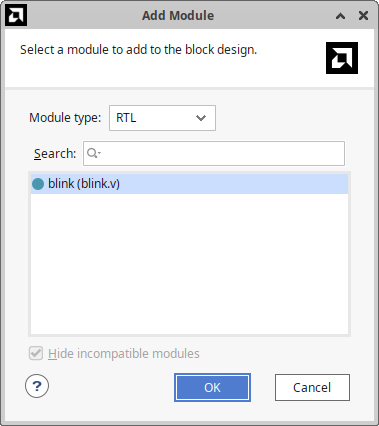 Add Module
Select a module to add to the block design.
Module type: RTL
Search:
blink (blink.v)
Hide incompatible modules
? OK Cancel